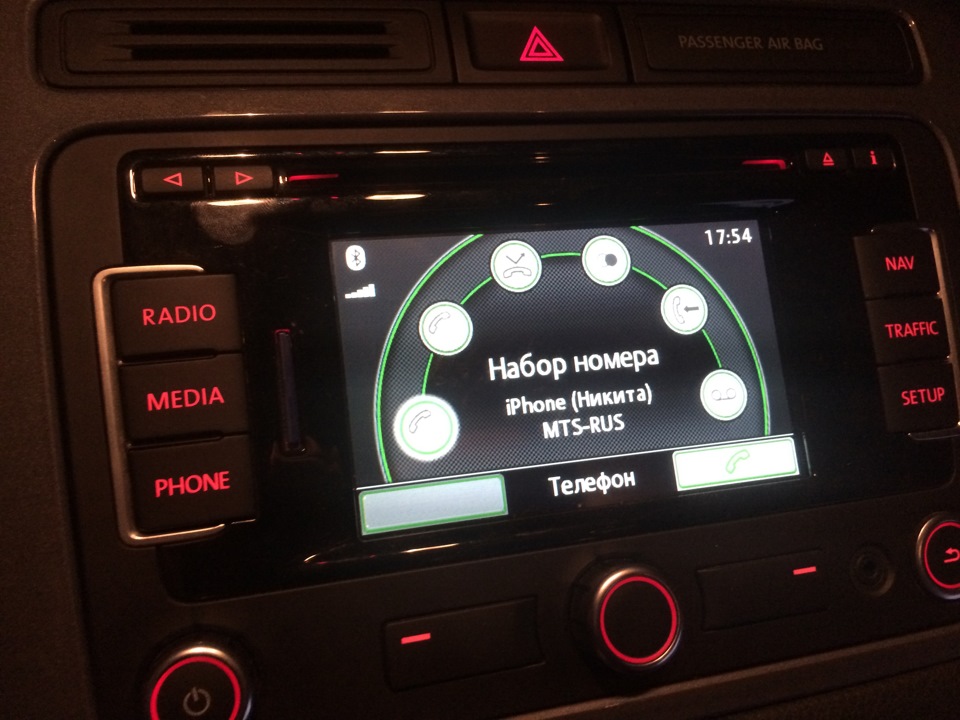 PASSENGER AIR BAG
17:54
RADIO
MEDIA
PHONE
NAV
TRAFFIC
SETUP
Набор номера
iPhone (Никита)
MTS-RUS
Телефон